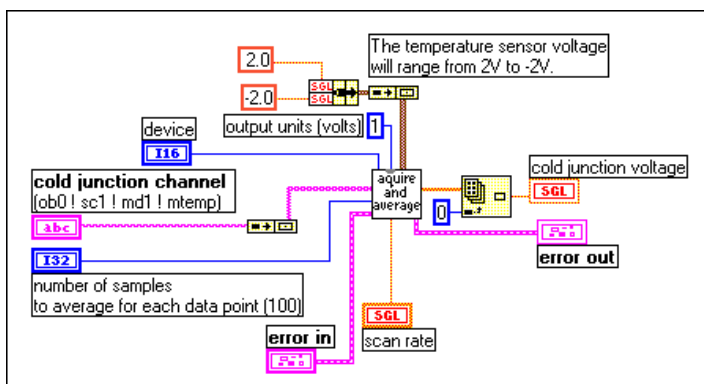 The temperature sensor voltage
will range from 2V to -2V.
2.0
SGL
SGL
-2.0
output units (volts)
1
device
I16
cold junction channel
(ob0 ! sc1 ! md1 ! mtemp)
abc
aquire
and
average
0
cold junction voltage
SGL
error out
I32
number of samples
to average for each data point (100)
error in
SGL
scan rate